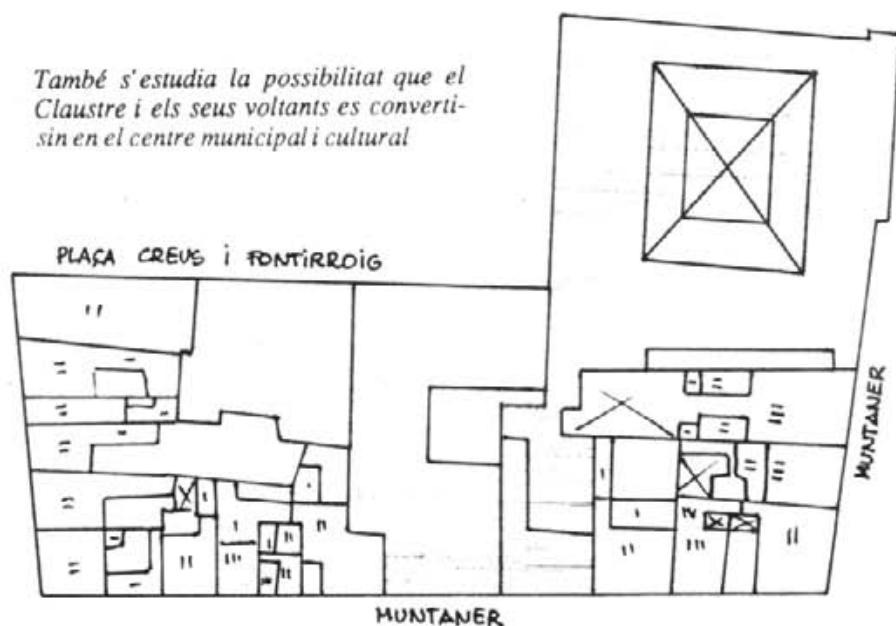 També s'estudia la possibilitat que el
Claustre i els seus voltants es converti-
sin en el centre municipal i cultural
PLAÇA CREUS i FONTIRROIG
MUNTANER
MUNTANER